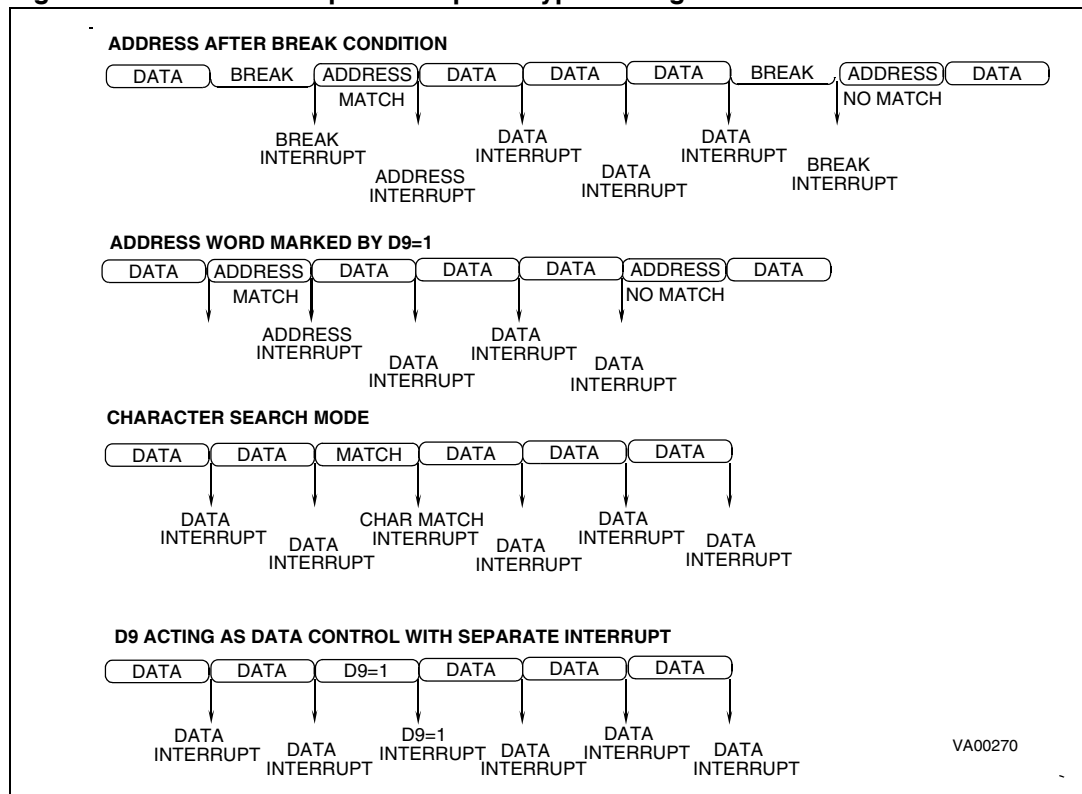 ADDRESS AFTER BREAK CONDITION
DATA BREAK ADDRESS DATA DATA DATA BREAK ADDRESS DATA
MATCH NO MATCH
BREAK INTERRUPT
ADDRESS INTERRUPT
DATA INTERRUPT
DATA INTERRUPT
DATA INTERRUPT
BREAK INTERRUPT
ADDRESS WORD MARKED BY D9=1
DATA ADDRESS DATA DATA DATA ADDRESS DATA
MATCH NO MATCH
ADDRESS INTERRUPT
DATA INTERRUPT
DATA INTERRUPT
DATA INTERRUPT
CHARACTER SEARCH MODE
DATA DATA MATCH DATA DATA DATA
DATA INTERRUPT
DATA INTERRUPT
CHAR MATCH INTERRUPT
DATA INTERRUPT
DATA INTERRUPT
DATA INTERRUPT
D9 ACTING AS DATA CONTROL WITH SEPARATE INTERRUPT
DATA DATA D9=1 DATA DATA DATA
DATA INTERRUPT
DATA INTERRUPT
D9=1 INTERRUPT
DATA INTERRUPT
DATA INTERRUPT
DATA INTERRUPT
VA00270